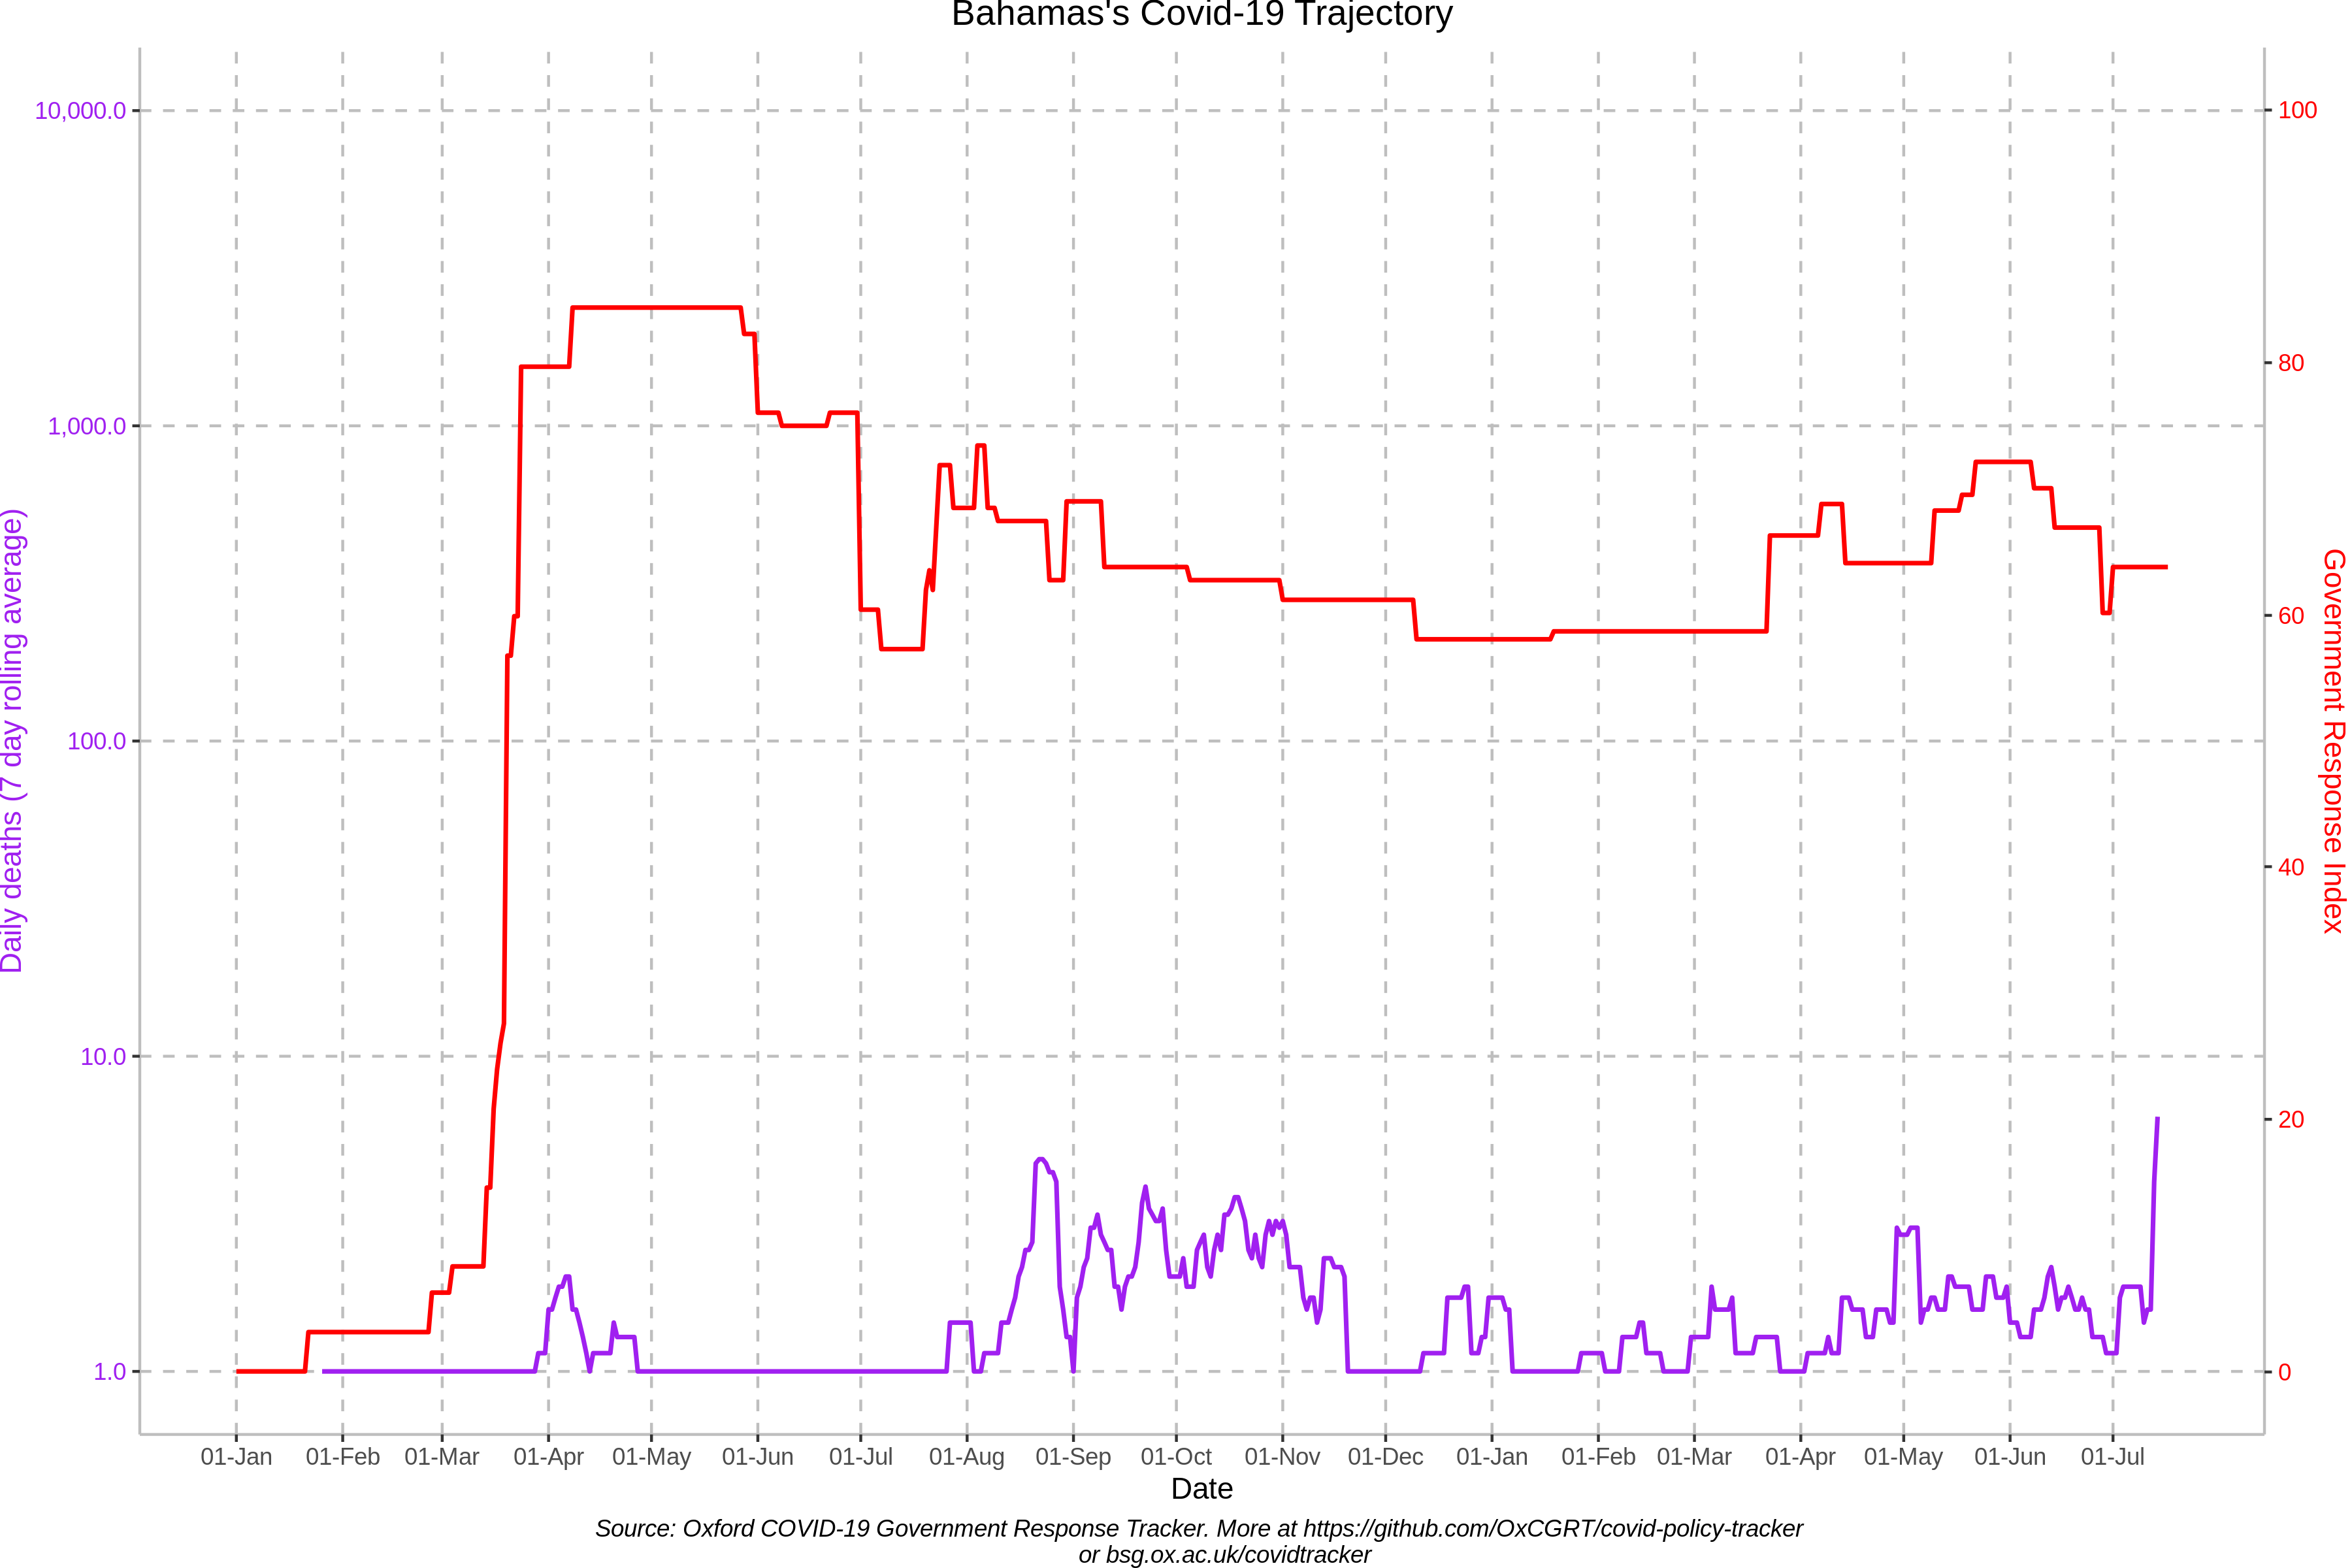 Bahamas's Covid-19 Trajectory
10,000.0
1,000.0
100.0
10.0
1.0
Daily deaths (7 day rolling average)
100
80
60
40
20
0
Government Response Index
01-Jan 01-Feb 01-Mar 01-Apr 01-May 01-Jun 01-Jul 01-Aug 01-Sep 01-Oct 01-Nov 01-Dec 01-Jan 01-Feb 01-Mar 01-Apr 01-May 01-Jun 01-Jul
Date
Source: Oxford COVID-19 Government Response Tracker. More at https://github.com/OxCGRT/covid-policy-tracker
or bsg.ox.ac.uk/covidtracker